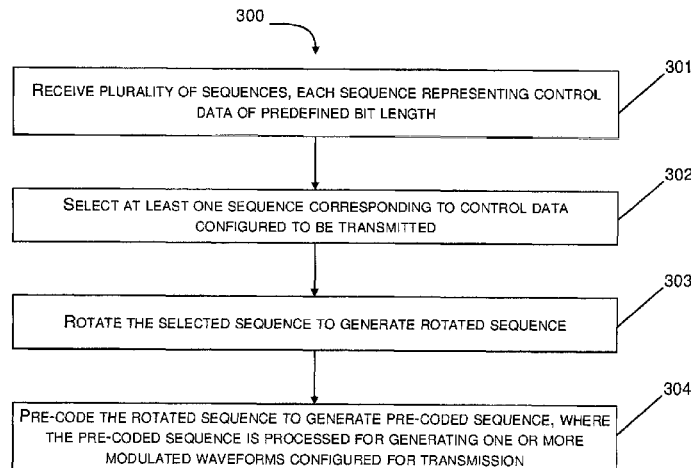 300
301
RECEIVE PLURALITY OF SEQUENCES, EACH SEQUENCE REPRESENTING CONTROL
DATA OF PREDEFINED BIT LENGTH
302
SELECT AT LEAST ONE SEQUENCE CORRESPONDING TO CONTROL DATA
CONFIGURED TO BE TRANSMITTED
303
ROTATE THE SELECTED SEQUENCE TO GENERATE ROTATED SEQUENCE
304
PRE-CODE THE ROTATED SEQUENCE TO GENERATE PRE-CODED SEQUENCE, WHERE
THE PRE-CODED SEQUENCE IS PROCESSED FOR GENERATING ONE OR MORE
MODULATED WAVEFORMS CONFIGURED FOR TRANSMISSION